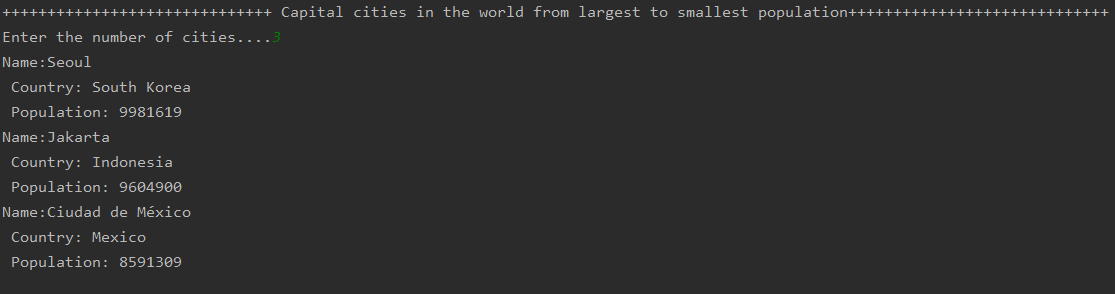 ++++++++++++++++++++++++++++++ Capital cities in the world from largest to smallest population+++++++++++++++++++++++++++++
Enter the number of cities....3
Name:Seoul
 Country: South Korea
 Population: 9981619
Name:Jakarta
 Country: Indonesia
 Population: 9604900
Name:Ciudad de México
 Country: Mexico
 Population: 8591309